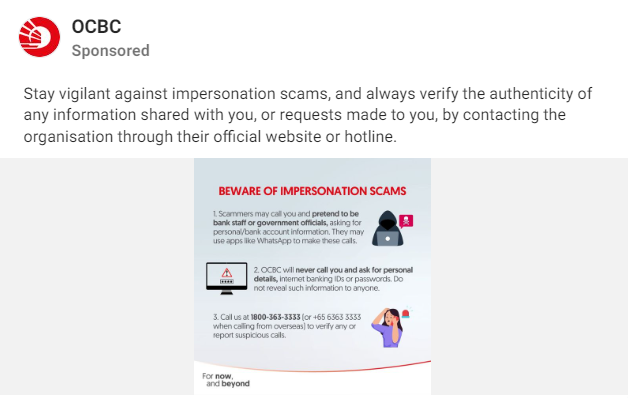 OCBC
Sponsored
Stay vigilant against impersonation scams, and always verify the authenticity of
any information shared with you, or requests made to you, by contacting the
organisation through their official website or hotline.
BEWARE OF IMPERSONATION SCAMS
1. Scammers may call you and pretend to be
bank staff or government officials, asking for
personal/bank account information. They may
use apps like WhatsApp to make these calls.
2. OCBC will never call you and ask for personal
details, internet banking IDs or passwords. Do
not reveal such information to anyone.
3. Call us at 1800-363-3333 (or +65 6363 3333
when calling from overseas) to verify any or
report suspicious calls.
For now,
and beyond